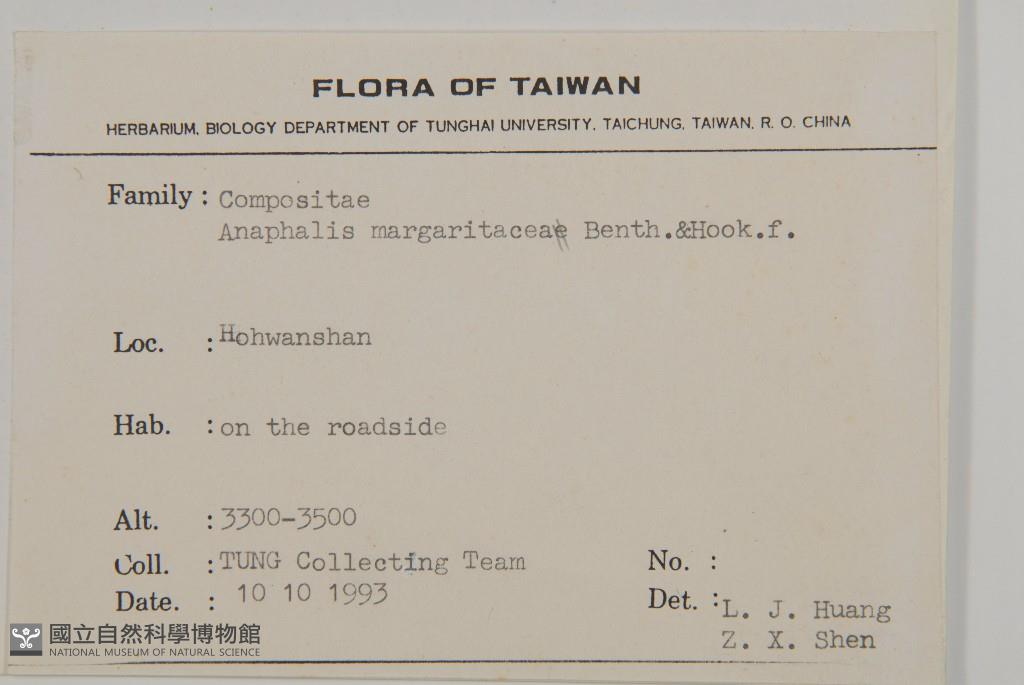 FLORA OF TAIWAN
HERBARIUM, BIOLOGY DEPARTMENT OF TUNGHAI UNIVERSITY, TAICHUNG, TAIWAN, R. O. CHINA
Family : Compositae
Anaphalis margaritacea Benth.&Hook.f.
Loc. : Hohwanshan
Hab. : on the roadside
Alt. : 3300-3500
Coll. : TUNG Collecting Team
No. :
Date. : 10 10 1993
Det. : L. J. Huang
Z. X. Shen
國立自然科學博物館
NATIONAL MUSEUM OF NATURAL SCIENCE